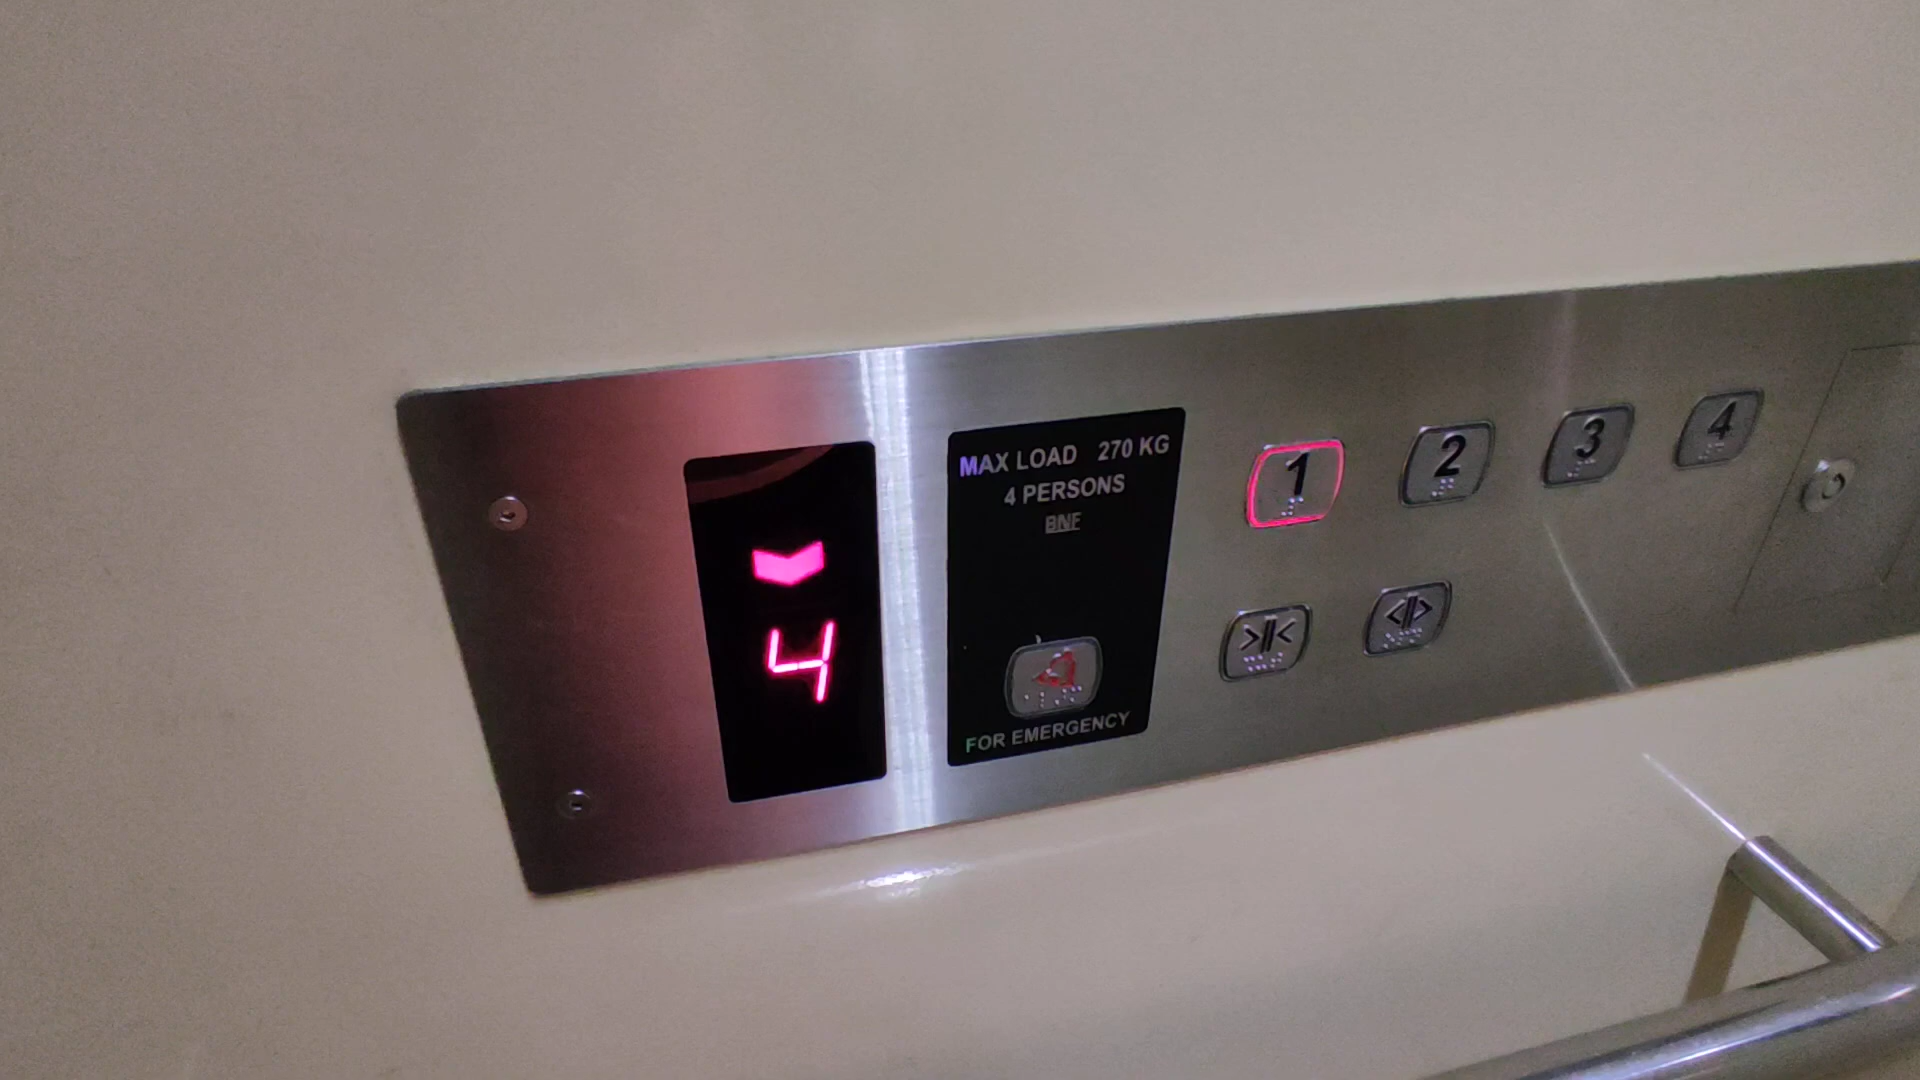 4
MAX LOAD 270 KG
4 PERSONS
BNF
FOR EMERGENCY
1 2 3 4
>||< <||>